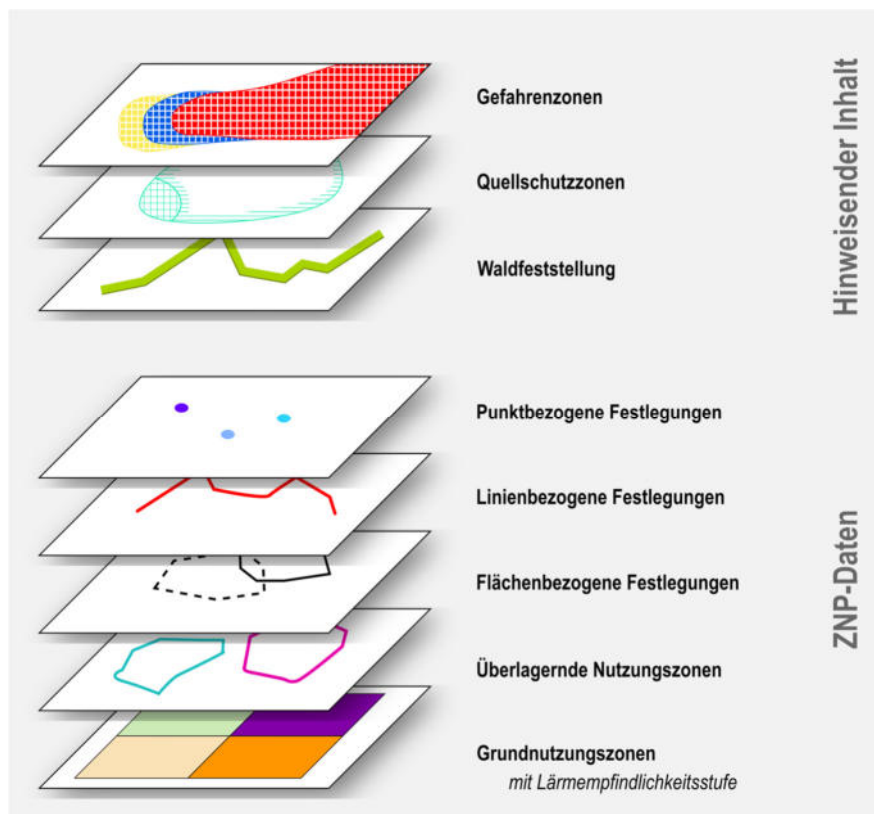 Gefahrenzonen
Quellschutzzonen
Waldfeststellung
Hinweisender Inhalt
Punktbezogene Festlegungen
Linienbezogene Festlegungen
Flächenbezogene Festlegungen
Überlagernde Nutzungszonen
Grundnutzungszonen
mit Lärmempfindlichkeitsstufe
ZNP-Daten